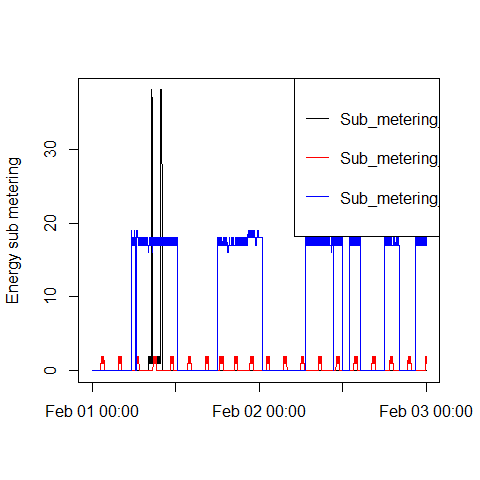 Energy sub metering
30
20
10
0
Sub_metering_
Sub_metering_
Sub_metering_
Feb 01 00:00
Feb 02 00:00
Feb 03 00:00